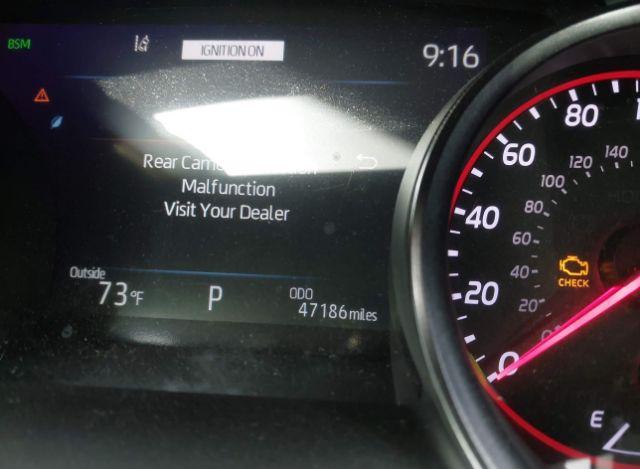 BSM
IGNITION ON
9:16
Rear
Malfunction
Visit Your Dealer
Outside
73°F
P
ODO
47186 miles
80
60
40
20
0
140
120
100
80
60
40
20
0
CHECK
E